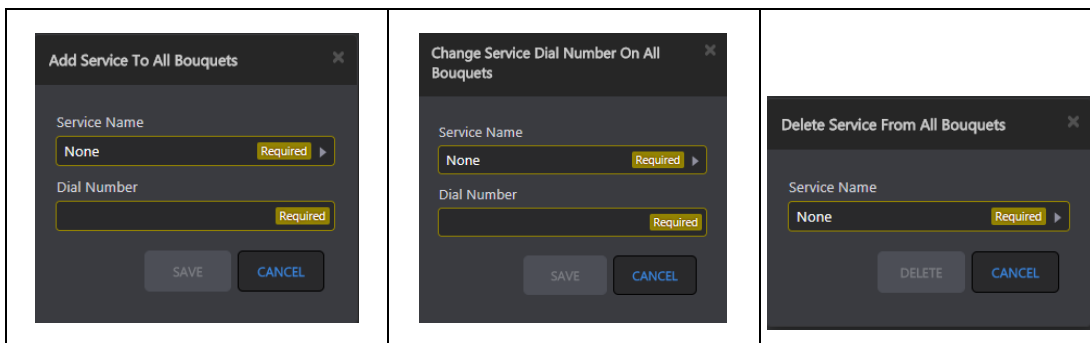 Add Service To All Bouquets
Service Name
None Required
Dial Number
Required
SAVE CANCEL
Change Service Dial Number On All
Bouquets
Service Name
None Required
Dial Number
Required
SAVE CANCEL
Delete Service From All Bouquets
Service Name
None Required
DELETE CANCEL